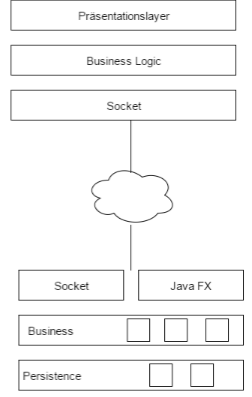 Präsentationslayer
Business Logic
Socket
Socket
Java FX
Business
Persistence